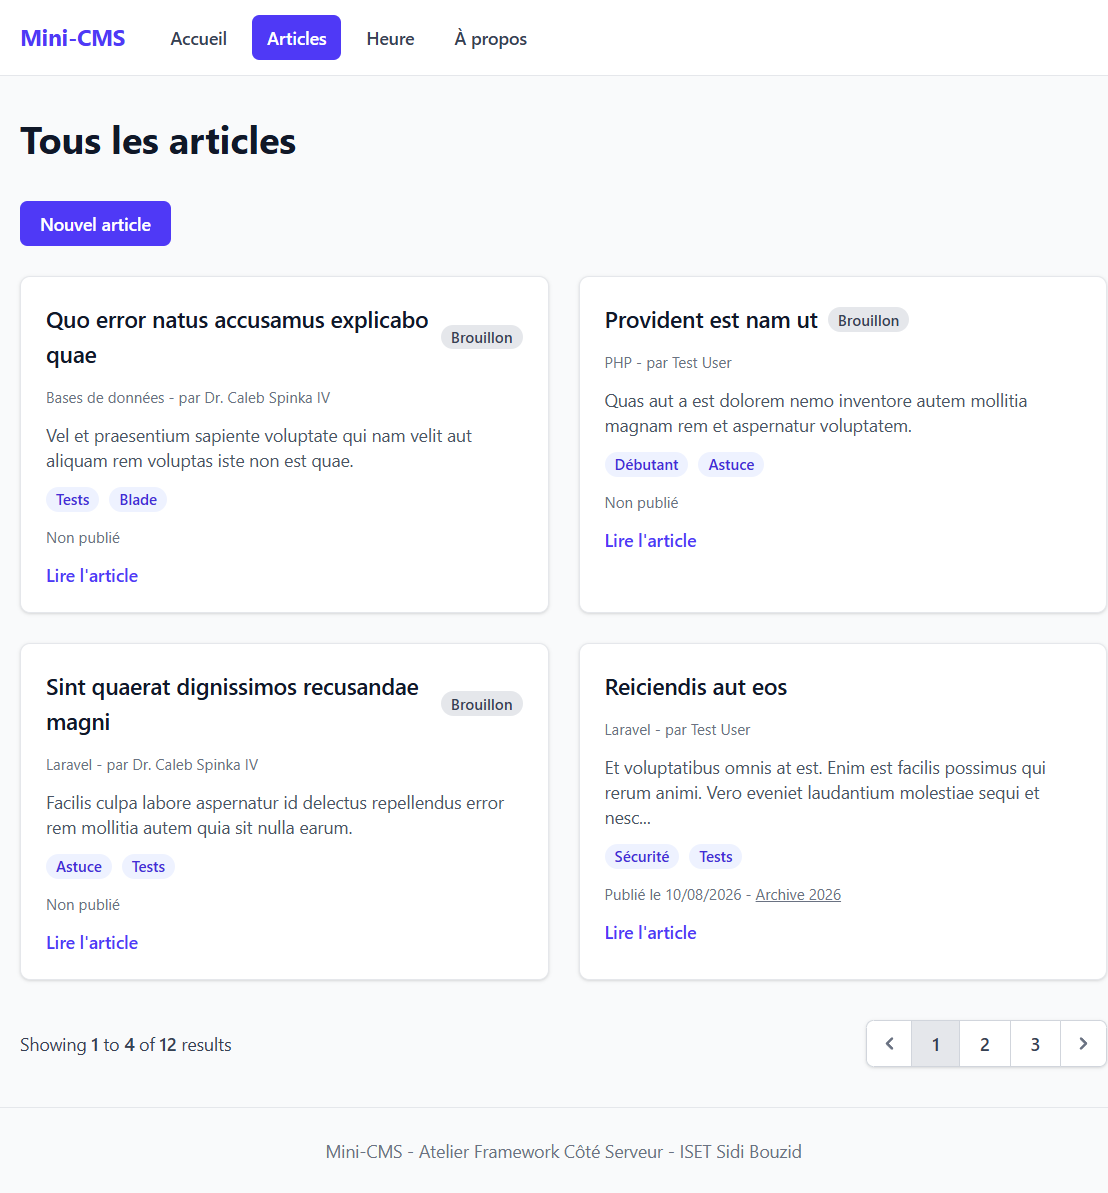 Mini-CMS Accueil Articles Heure À propos
Tous les articles
Nouvel article
Quo error natus accusamus explicabo
quae
Brouillon
Bases de données - par Dr. Caleb Spinka IV
Vel et praesentium sapiente voluptate qui nam velit aut
aliquam rem voluptas iste non est quae.
Tests Blade
Non publié
Lire l'article
Provident est nam ut Brouillon
PHP - par Test User
Quas aut a est dolorem nemo inventore autem mollitia
magnam rem et aspernatur voluptatem.
Débutant Astuce
Non publié
Lire l'article
Sint quaerat dignissimos recusandae
magni
Brouillon
Laravel - par Dr. Caleb Spinka IV
Facilis culpa labore aspernatur id delectus repellendus error
rem mollitia autem quia sit nulla earum.
Astuce Tests
Non publié
Lire l'article
Reiciendis aut eos
Laravel - par Test User
Et voluptatibus omnis at est. Enim est facilis possimus qui
rerum animi. Vero eveniet laudantium molestiae sequi et
nesc...
Sécurité Tests
Publié le 10/08/2026 - Archive 2026
Lire l'article
Showing 1 to 4 of 12 results
1 2 3
Mini-CMS - Atelier Framework Côté Serveur - ISET Sidi Bouzid